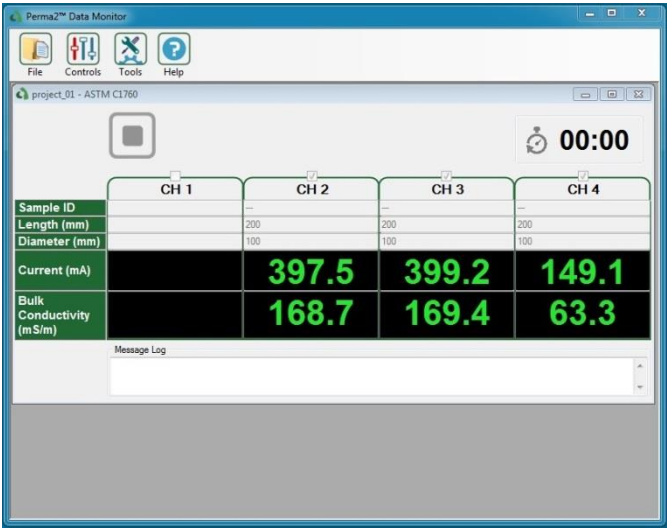 Perma2™ Data Monitor
File Controls Tools Help
project_01 - ASTM C1760
00:00
CH 1 CH 2 CH 3 CH 4
Sample ID -- -- --
Length (mm) 200 200 200
Diameter (mm) 100 100 100
Current (mA) 397.5 399.2 149.1
Bulk
Conductivity
(mS/m) 168.7 169.4 63.3
Message Log